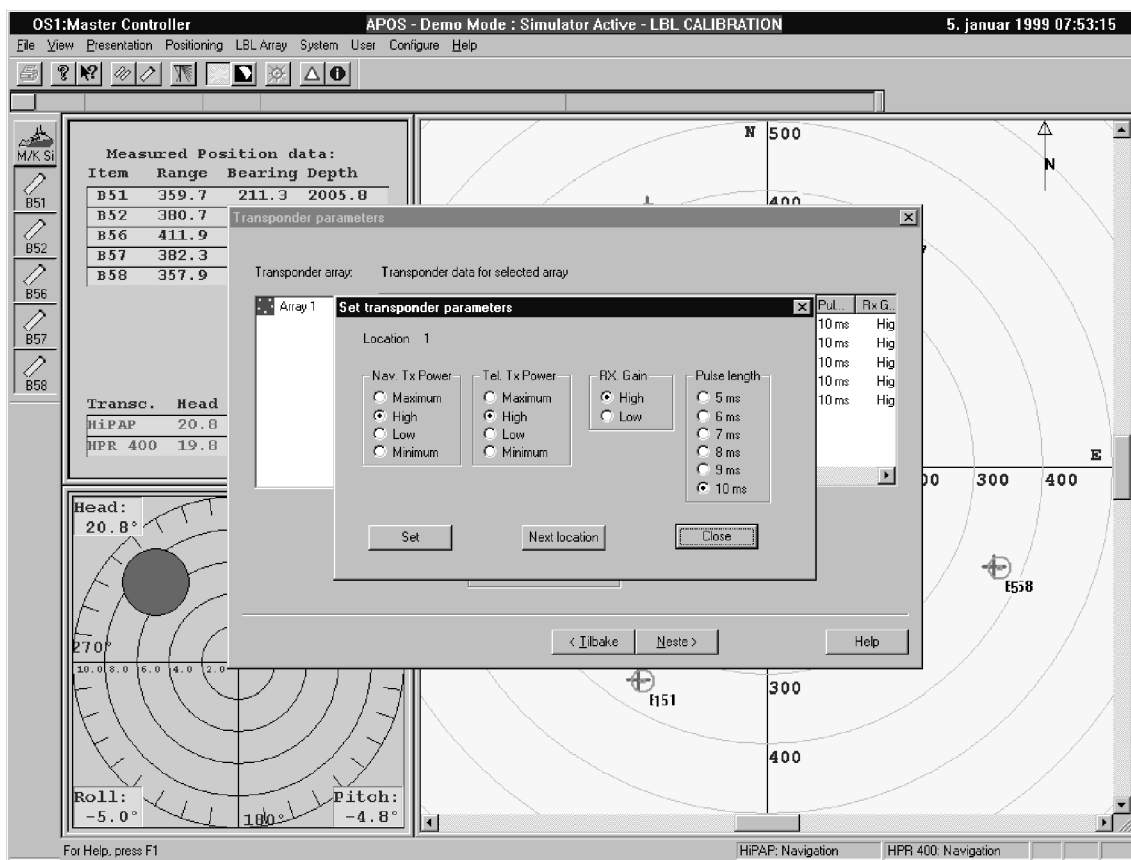 OS1:Master Controller APOS - Demo Mode : Simulator Active - LBL CALIBRATION 5. januar 1999 07:53:15
File View Presentation Positioning LBL Array System User Configure Help
M/K Si
B51
B52
B56
B57
B58
Measured Position data:
Item Range Bearing Depth
B51 359.7 211.3 2005.8
B52 380.7
B56 411.9
B57 382.3
B58 357.9
Transc. Head
HiPAP 20.8
HPR 400 19.8
Head:
20.8°
270°
10.0 8.0 6.0 4.0 2.0
180°
Roll:
-5.0°
Pitch:
-4.8°
N 500
N
400
E
300 400
B58
B51
300
400
Transponder parameters
Transponder array: Transponder data for selected array
Array 1
Pul... Rx G..
10 ms Hig
10 ms Hig
10 ms Hig
10 ms Hig
10 ms Hig
< Tilbake Neste > Help
Set transponder parameters
Location 1
Nav. Tx Power Tel. Tx Power RX. Gain Pulse length
Maximum Maximum High 5 ms
High High Low 6 ms
Low Low 7 ms
Minimum Minimum 8 ms
9 ms
10 ms
Set Next location Close
For Help, press F1 HiPAP: Navigation HPR 400: Navigation